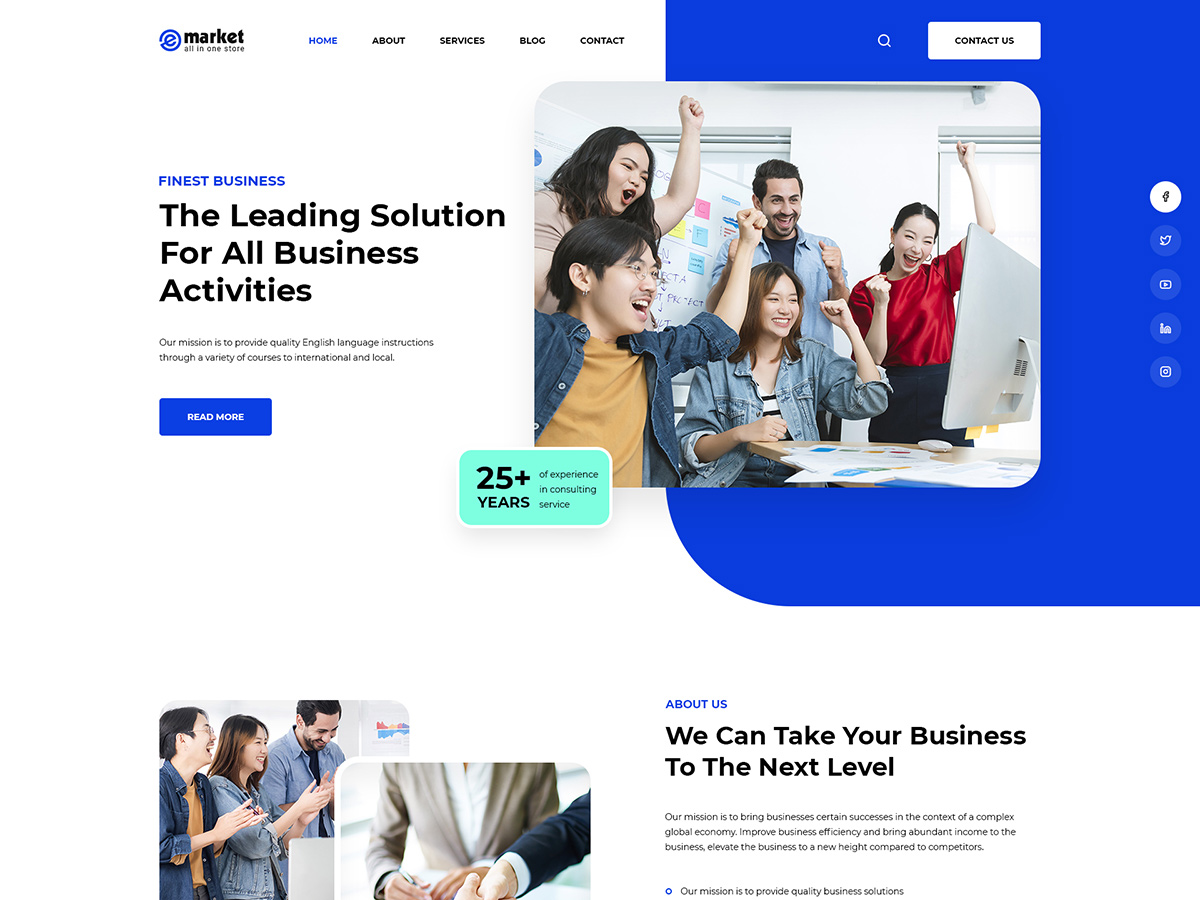 market
all in one store
HOME
ABOUT
SERVICES
BLOG
CONTACT
CONTACT US
FINEST BUSINESS
The Leading Solution
For All Business
Activities
Our mission is to provide quality English language instructions
through a variety of courses to international and local.
READ MORE
25+
YEARS
of experience
in consulting
service
ABOUT US
We Can Take Your Business
To The Next Level
Our mission is to bring businesses certain successes in the context of a complex
global economy. Improve business efficiency and bring abundant income to the
business, elevate the business to a new height compared to competitors.
Our mission is to provide quality business solutions